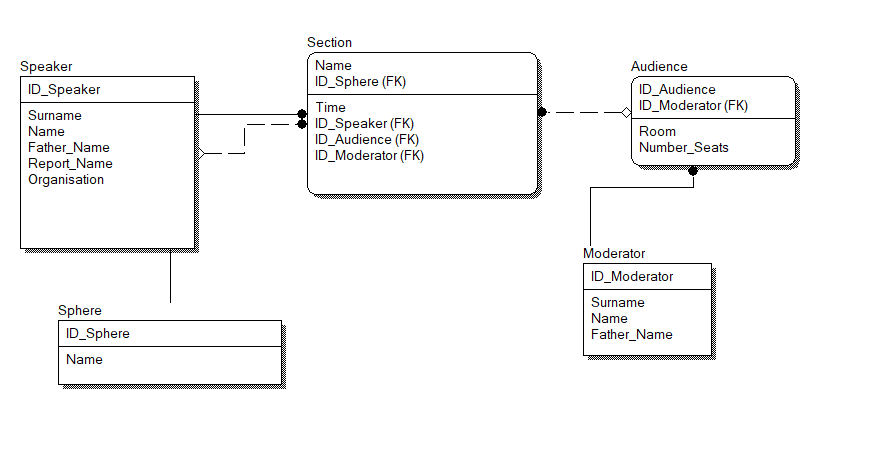 Speaker
ID_Speaker
Surname
Name
Father_Name
Report_Name
Organisation
Section
Name
ID_Sphere (FK)
Time
ID_Speaker (FK)
ID_Audience (FK)
ID_Moderator (FK)
Audience
ID_Audience
ID_Moderator (FK)
Room
Number_Seats
Sphere
ID_Sphere
Name
Moderator
ID_Moderator
Surname
Name
Father_Name